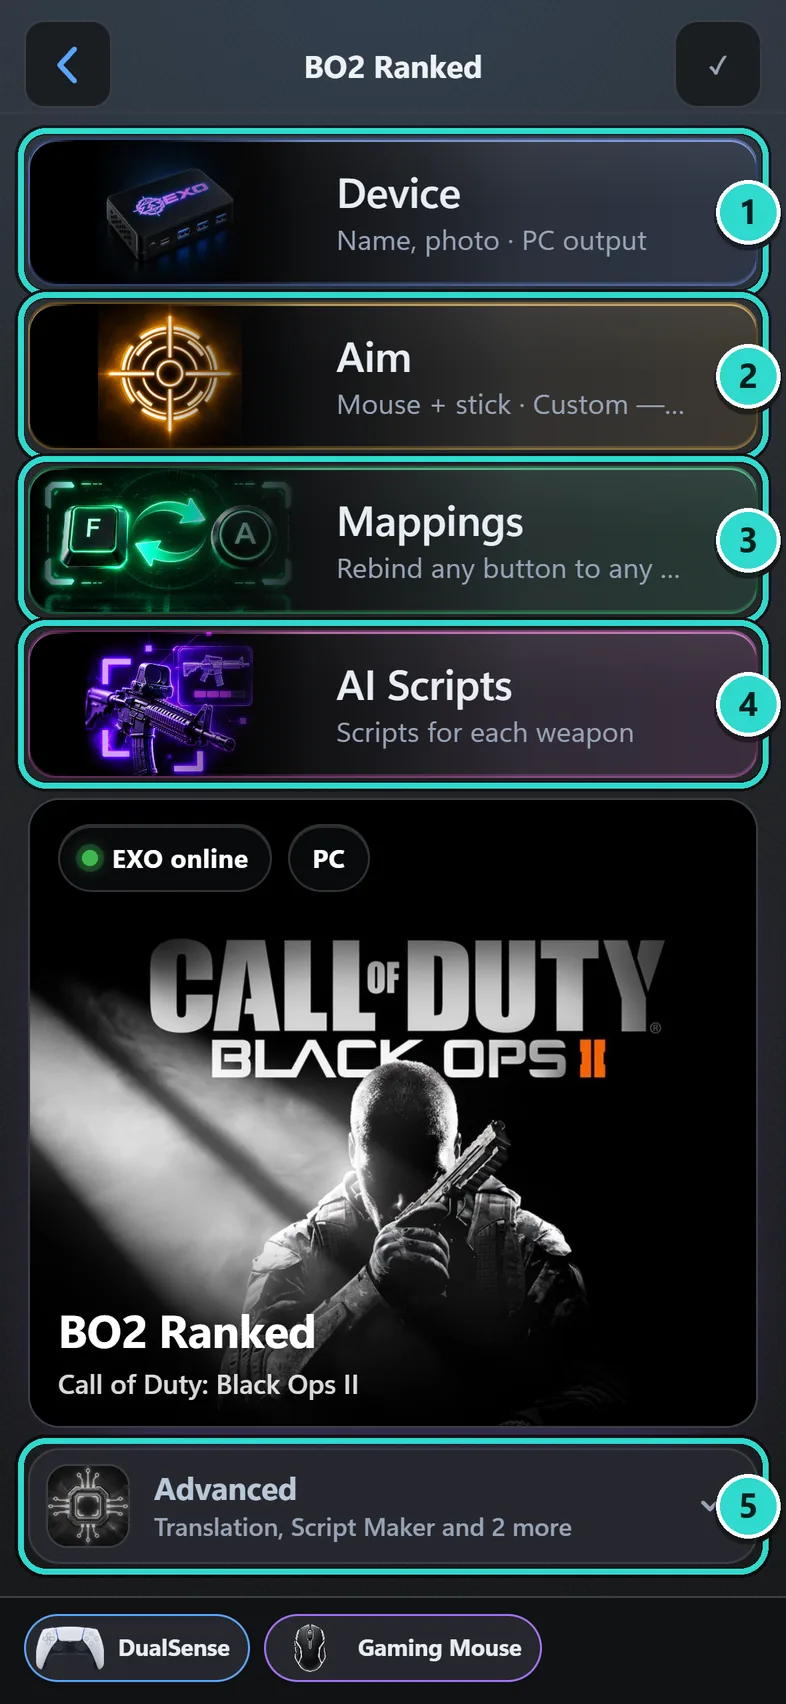 BO2 Ranked
✓
EXO
Device
Name, photo · PC output
1
Aim
Mouse + stick · Custom —...
2
F
A
Mappings
Rebind any button to any ...
3
AI Scripts
Scripts for each weapon
4
EXO online
PC
CALL OF DUTY®
BLACK OPS II
BO2 Ranked
Call of Duty: Black Ops II
Advanced
Translation, Script Maker and 2 more
5
DualSense
Gaming Mouse